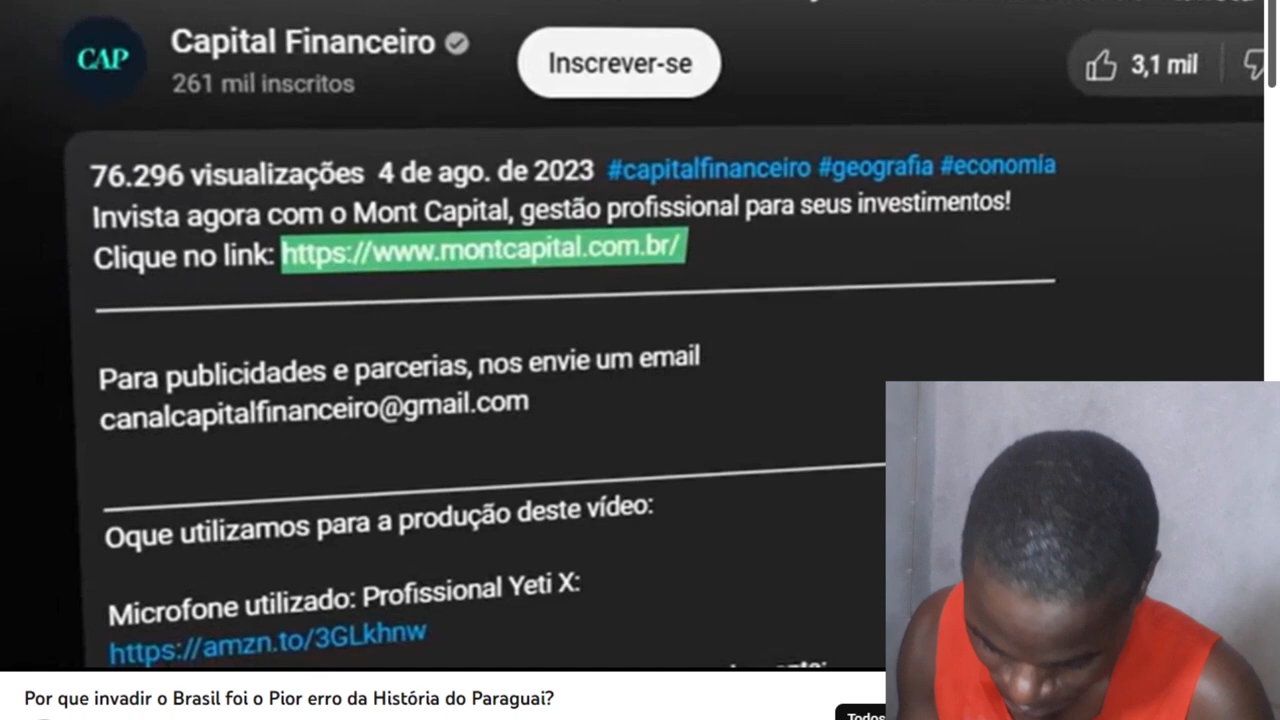 CAP
Capital Financeiro
261 mil inscritos
Inscrever-se
3,1 mil
76.296 visualizações 4 de ago. de 2023 #capitalfinanceiro #geografia #economia
Invista agora com o Mont Capital, gestão profissional para seus investimentos!
Clique no link: https://www.montcapital.com.br/
Para publicidades e parcerias, nos envie um email
canalcapitalfinanceiro@gmail.com
Oque utilizamos para a produção deste vídeo:
Microfone utilizado: Profissional Yeti X:
https://amzn.to/3GLkhnw
Por que invadir o Brasil foi o Pior erro da História do Paraguai?
Todos